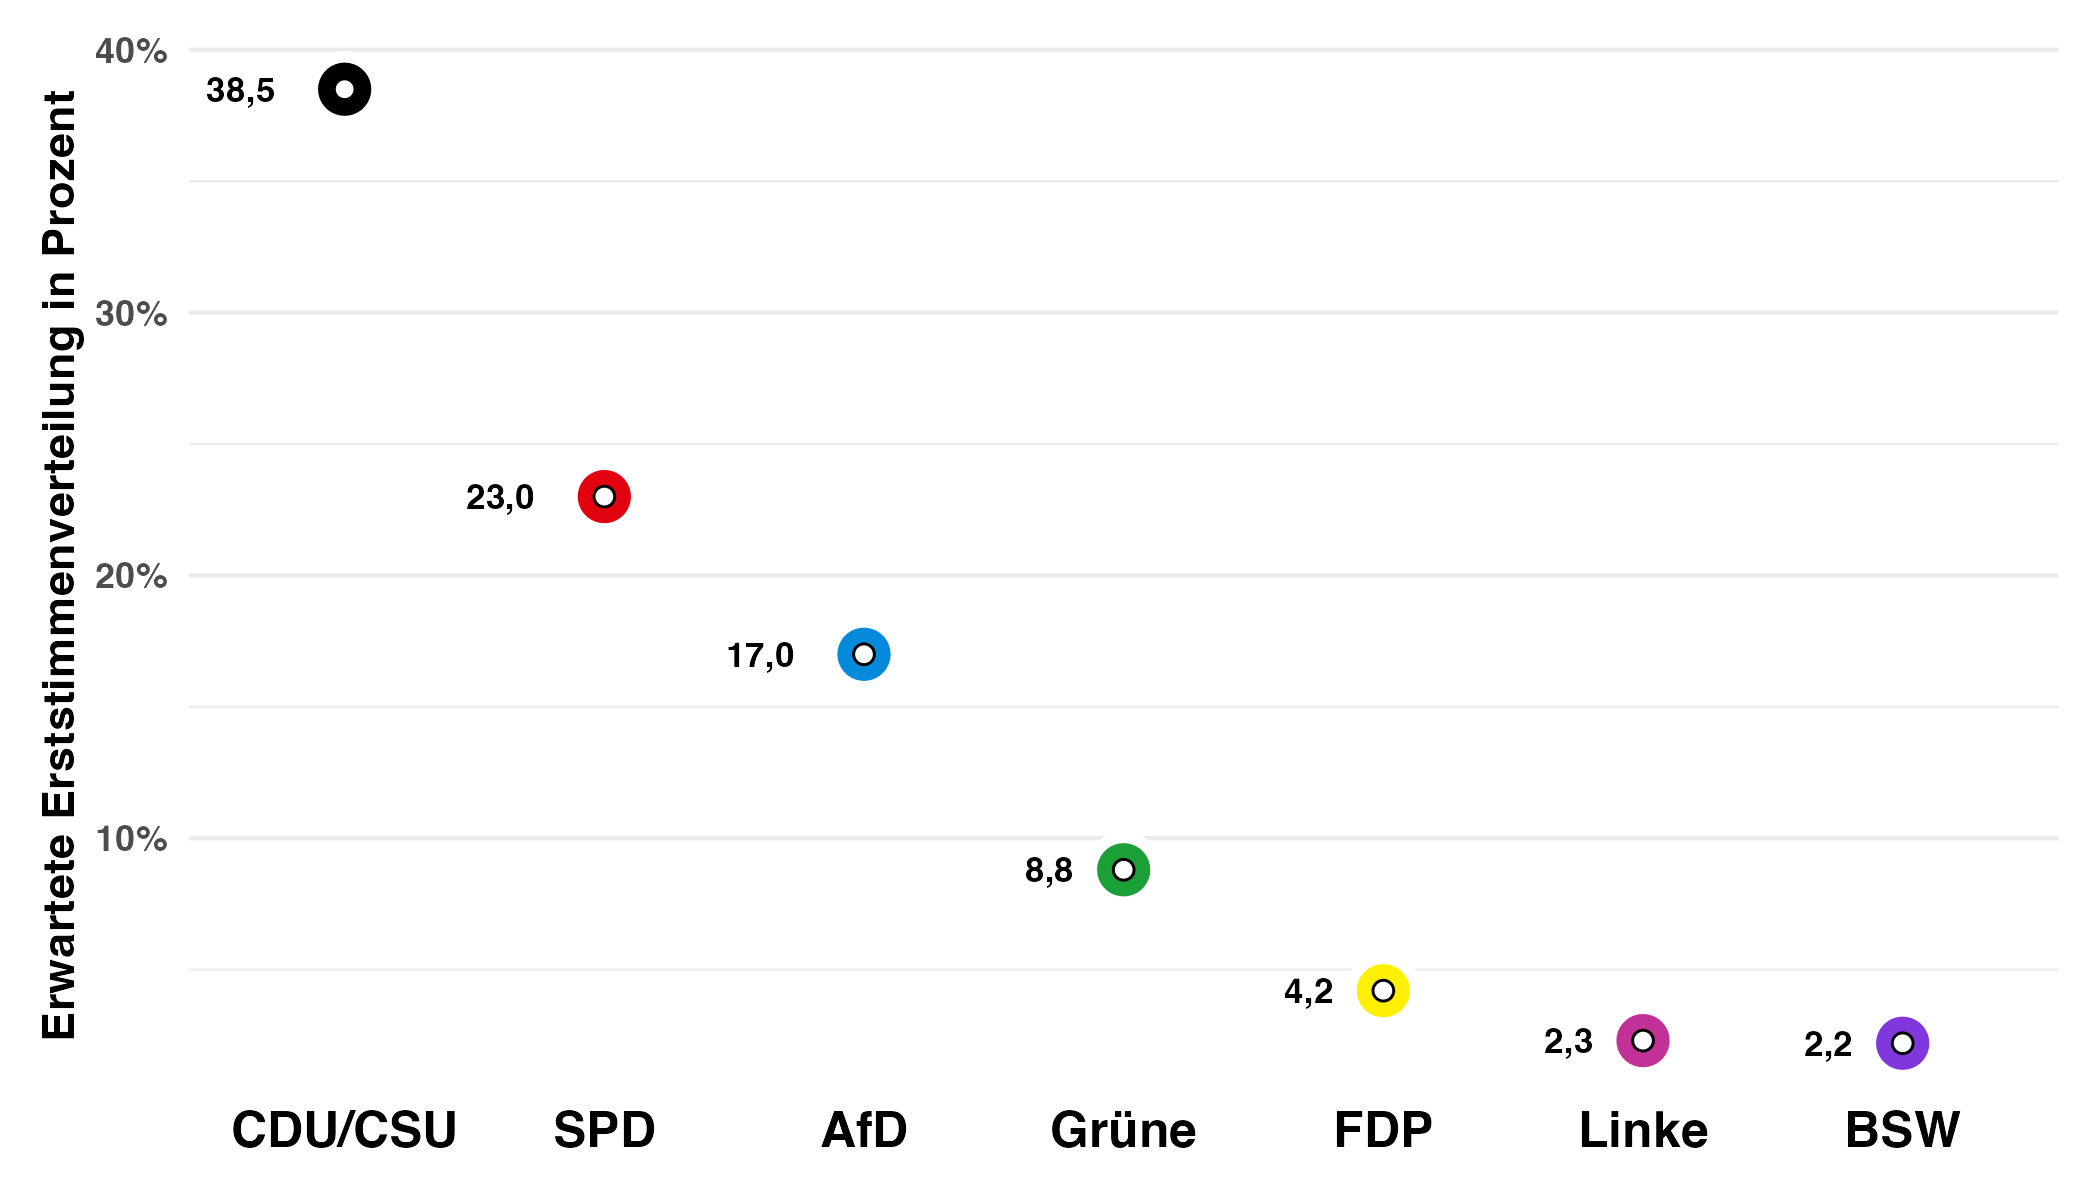 Erwartete Erststimmenverteilung in Prozent
40%
30%
20%
10%
38,5
23,0
17,0
8,8
4,2
2,3
2,2
CDU/CSU
SPD
AfD
Grüne
FDP
Linke
BSW